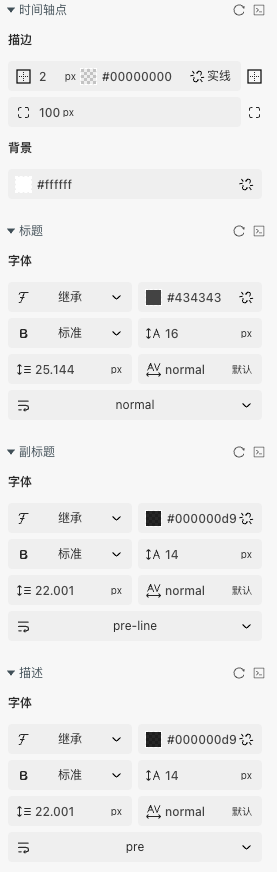 时间轴点
描边
2 px #00000000 实线
100 px
背景
#ffffff
标题
字体
继承 #434343
B 标准 A 16 px
25.144 px AV normal 默认
normal
副标题
字体
继承 #000000d9
B 标准 A 14 px
22.001 px AV normal 默认
pre-line
描述
字体
继承 #000000d9
B 标准 A 14 px
22.001 px AV normal 默认
pre